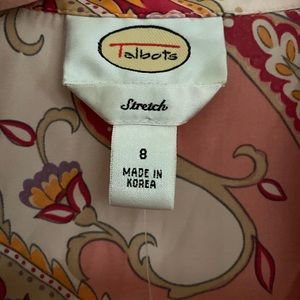 Talbots
Stretch
8
MADE IN
KOREA